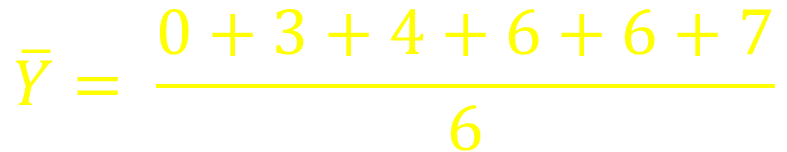 Ȳ = (0 + 3 + 4 + 6 + 6 + 7) / 6